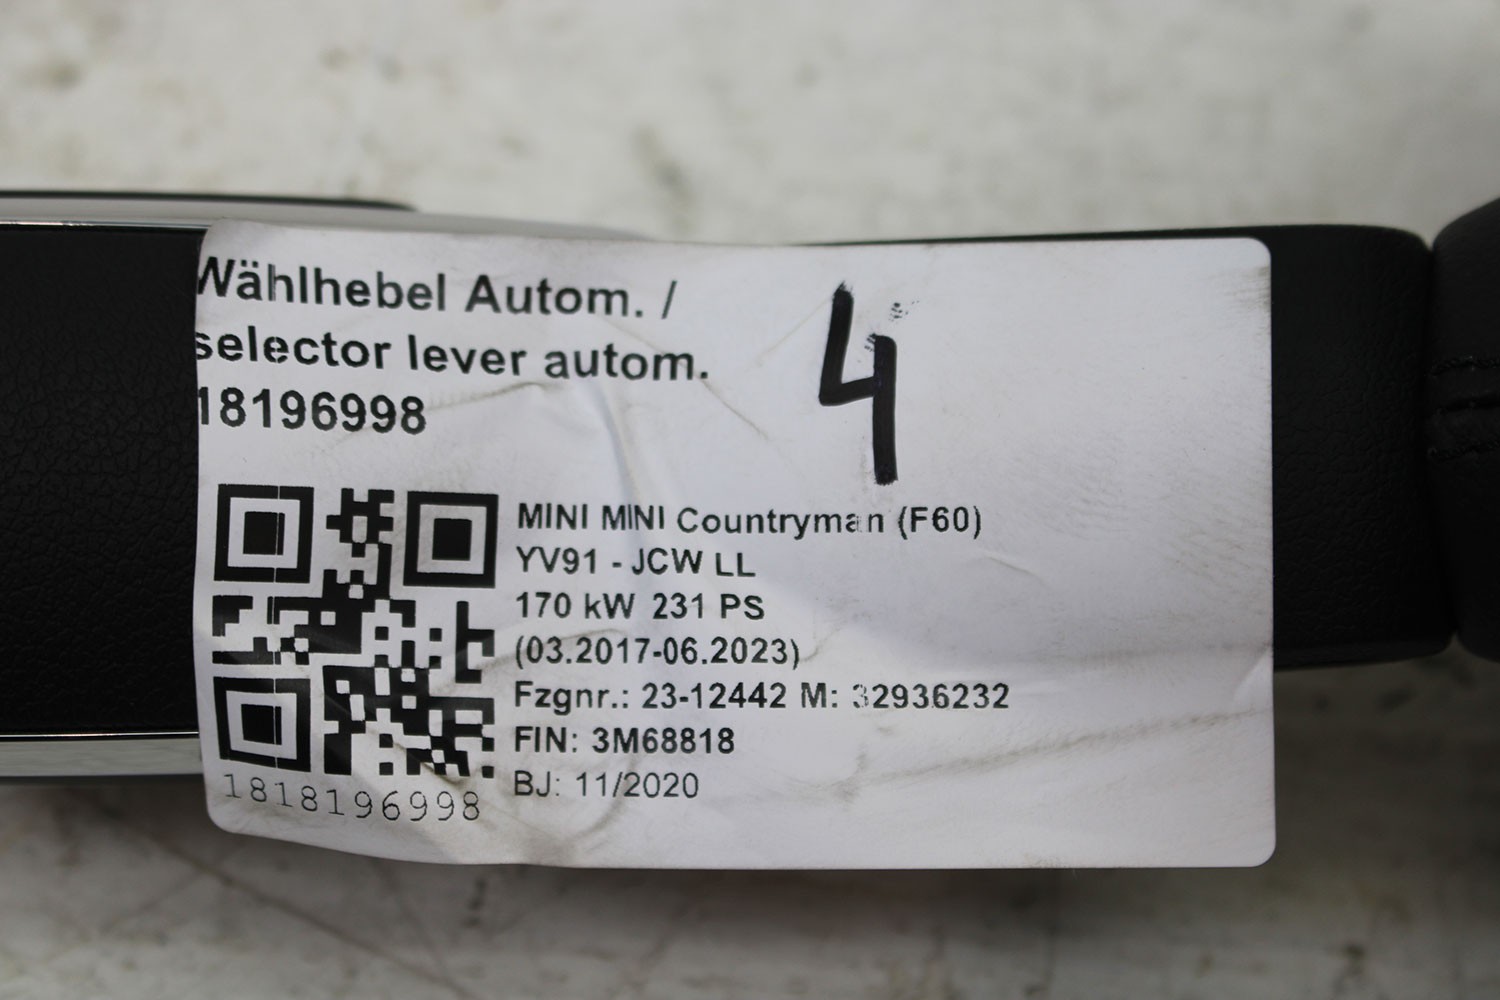 Wählhebel Autom. /
selector lever autom.
18196998
4
MINI MINI Countryman (F60)
YV91 - JCW LL
170 kW 231 PS
(03.2017-06.2023)
Fzgnr.: 23-12442 M: 32936232
FIN: 3M68818
BJ: 11/2020
1818196998